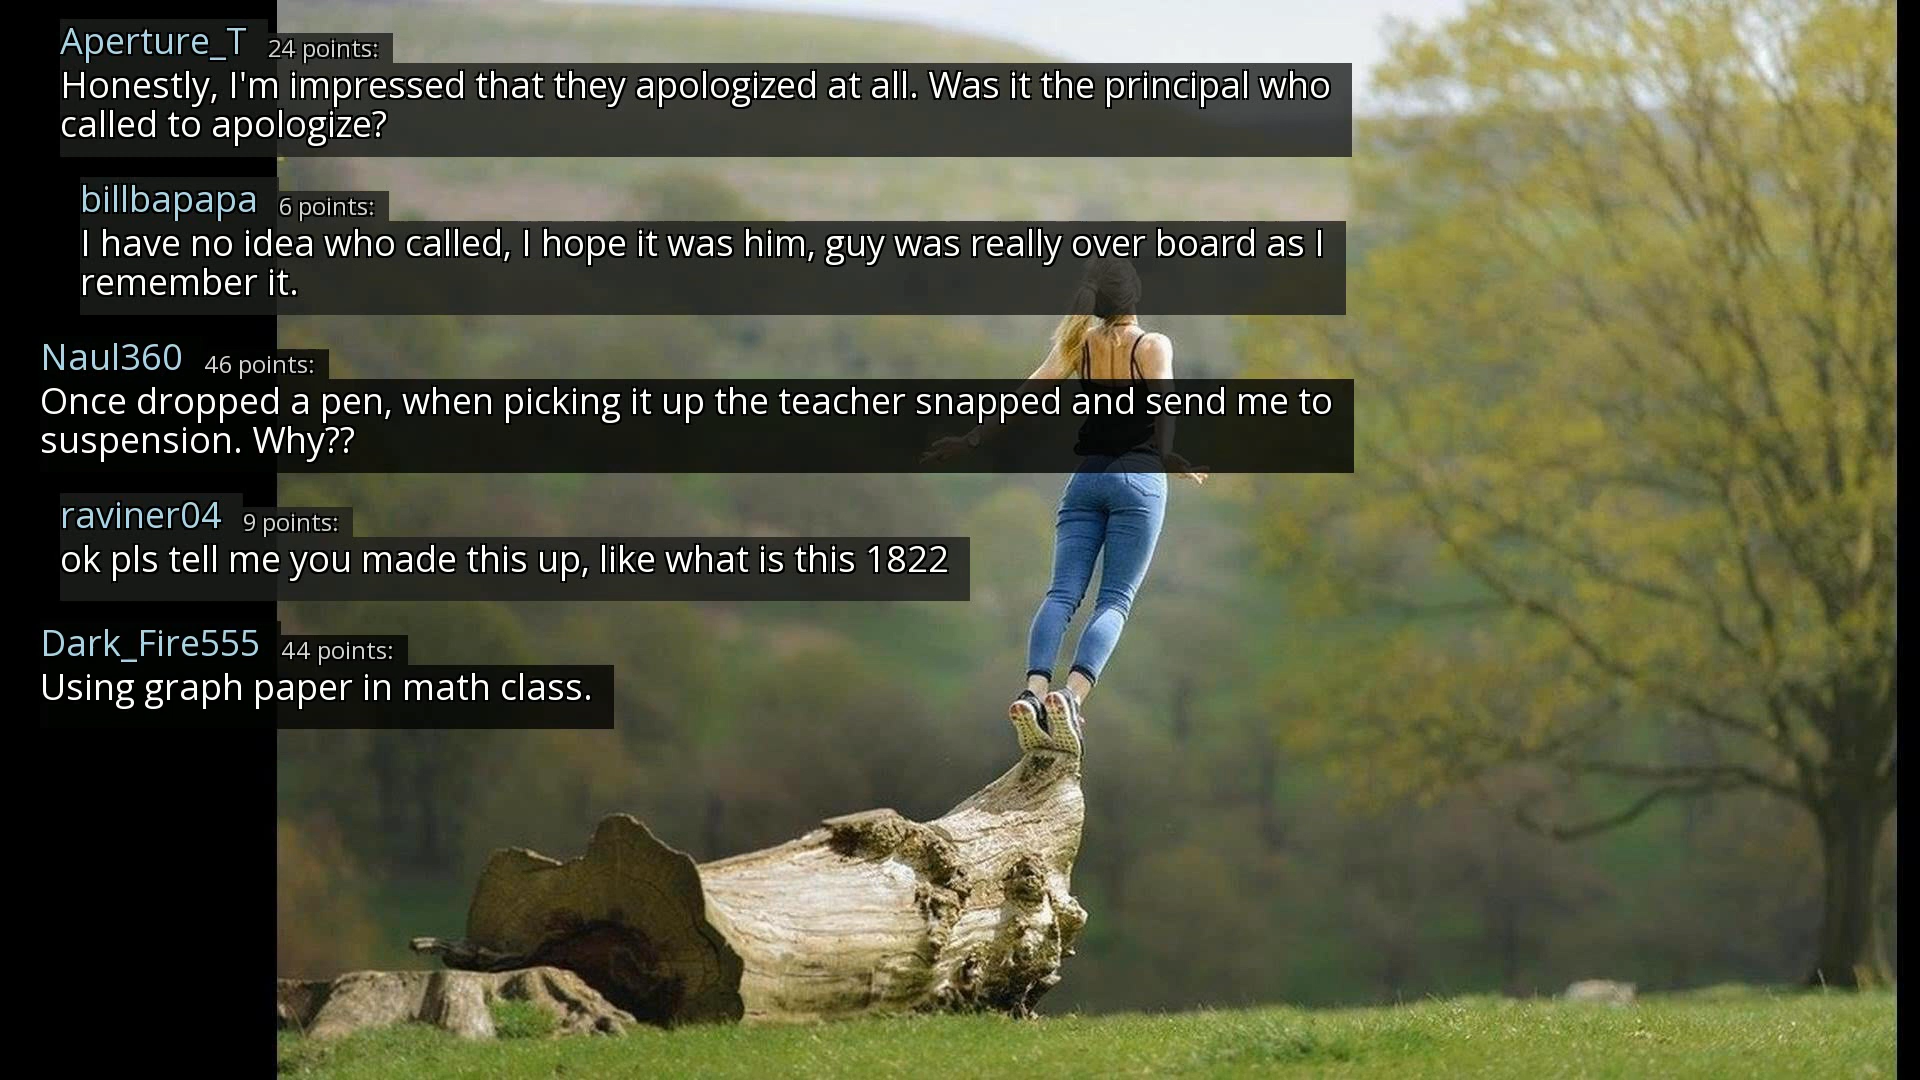 Aperture_T 24 points:
Honestly, I'm impressed that they apologized at all. Was it the principal who
called to apologize?
billbapapa 6 points:
I have no idea who called, I hope it was him, guy was really over board as I
remember it.
Naul360 46 points:
Once dropped a pen, when picking it up the teacher snapped and send me to
suspension. Why??
raviner04 9 points:
ok pls tell me you made this up, like what is this 1822
Dark_Fire555 44 points:
Using graph paper in math class.